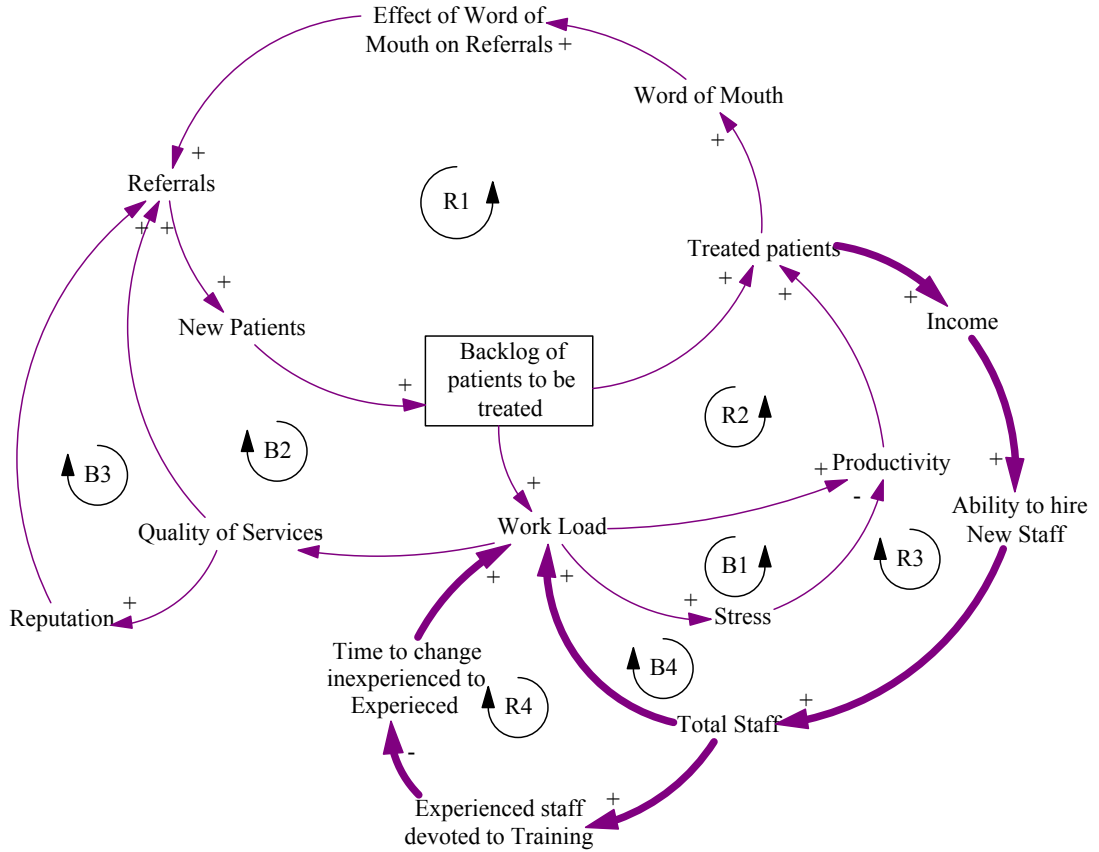 Effect of Word of
Mouth on Referrals +
Word of Mouth
+
+
Referrals
R1
+ +
Treated patients
+
+
+
+
New Patients
Income
Backlog of
patients to be
treated
+
R2
B2
B3
+
Productivity
+
-
+
Ability to hire
New Staff
Work Load
Quality of Services
-
B1
R3
+
+
+
+
Reputation
Stress
Time to change
inexperienced to
Experieced
B4
R4
+
Total Staff
-
+
Experienced staff
devoted to Training